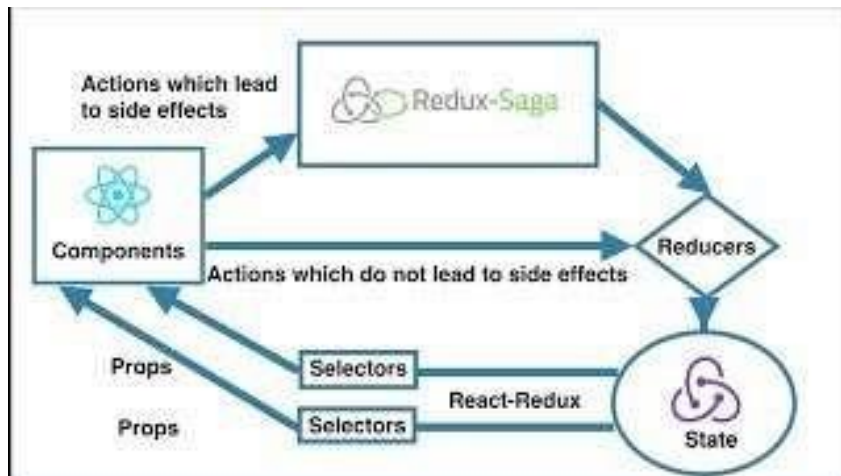 Actions which lead
to side effects
Redux-Saga
Components
Reducers
Actions which do not lead to side effects
Props
Selectors
React-Redux
Props
Selectors
State